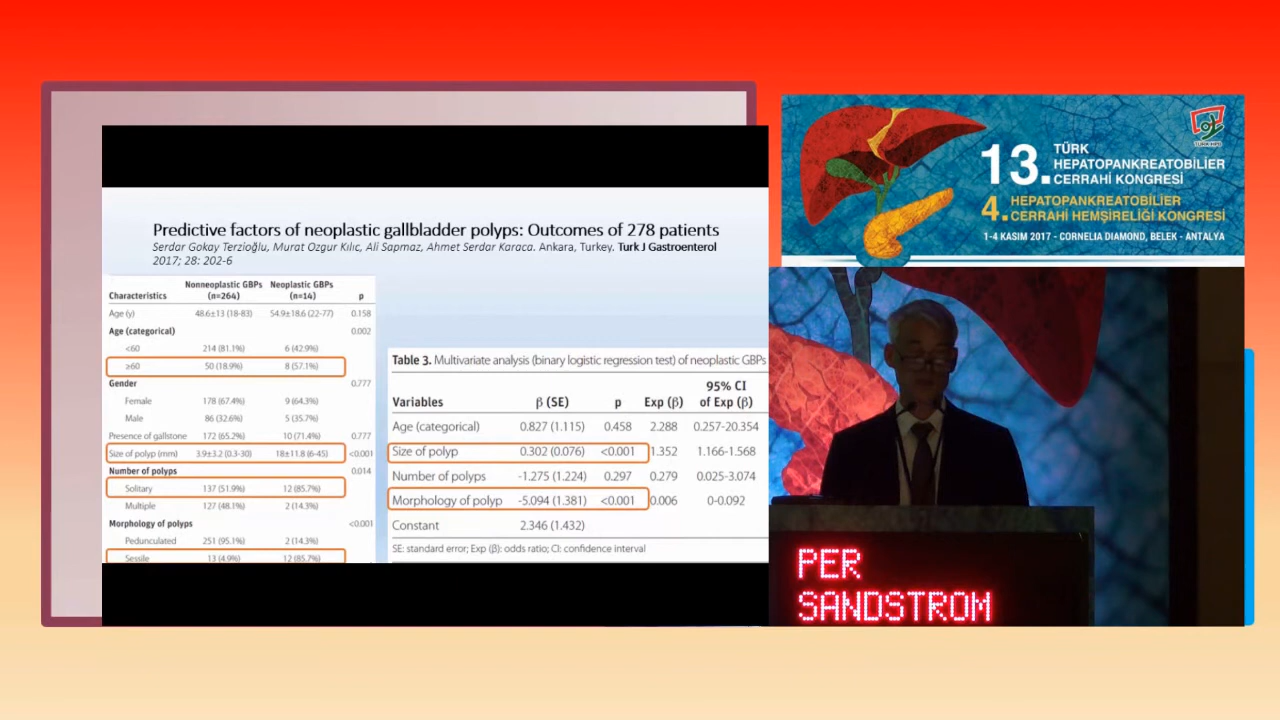 Predictive factors of neoplastic gallbladder polyps: Outcomes of 278 patients
Serdar Gokay Terzioğlu, Murat Ozgur Kılıc, Ali Sapmaz, Ahmet Serdar Karaca. Ankara, Turkey. Turk J Gastroenterol
2017; 28: 202-6
Nonneoplastic GBPs Neoplastic GBPs
Characteristics (n=264) (n=14) p
Age (y) 48.6±13 (18-83) 54.9±18.6 (22-77) 0.158
Age (categorical) 0.002
<60 214 (81.1%) 6 (42.9%)
≥60 50 (18.9%) 8 (57.1%)
Gender 0.777
Female 178 (67.4%) 9 (64.3%)
Male 86 (32.6%) 5 (35.7%)
Presence of gallstone 172 (65.2%) 10 (71.4%) 0.777
Size of polyp (mm) 3.9±3.2 (0.3-30) 18±11.8 (6-45) <0.001
Number of polyps 0.014
Solitary 137 (51.9%) 12 (85.7%)
Multiple 127 (48.1%) 2 (14.3%)
Morphology of polyps <0.001
Pedunculated 251 (95.1%) 2 (14.3%)
Sessile 13 (4.9%) 12 (85.7%)
Table 3. Multivariate analysis (binary logistic regression test) of neoplastic GBPs
95% CI
Variables β (SE) p Exp (β) of Exp (β)
Age (categorical) 0.827 (1.115) 0.458 2.288 0.257-20.354
Size of polyp 0.302 (0.076) <0.001 1.352 1.166-1.568
Number of polyps -1.275 (1.224) 0.297 0.279 0.025-3.074
Morphology of polyp -5.094 (1.381) <0.001 0.006 0-0.092
Constant 2.346 (1.432)
SE: standard error; Exp (β): odds ratio; CI: confidence interval
TÜRK HPB
13. TÜRK
HEPATOPANKREATOBİLİER
CERRAHİ KONGRESİ
4. HEPATOPANKREATOBİLİER
CERRAHİ HEMŞİRELİĞİ KONGRESİ
1-4 KASIM 2017 - CORNELIA DIAMOND, BELEK - ANTALYA
PER
SANDSTROM